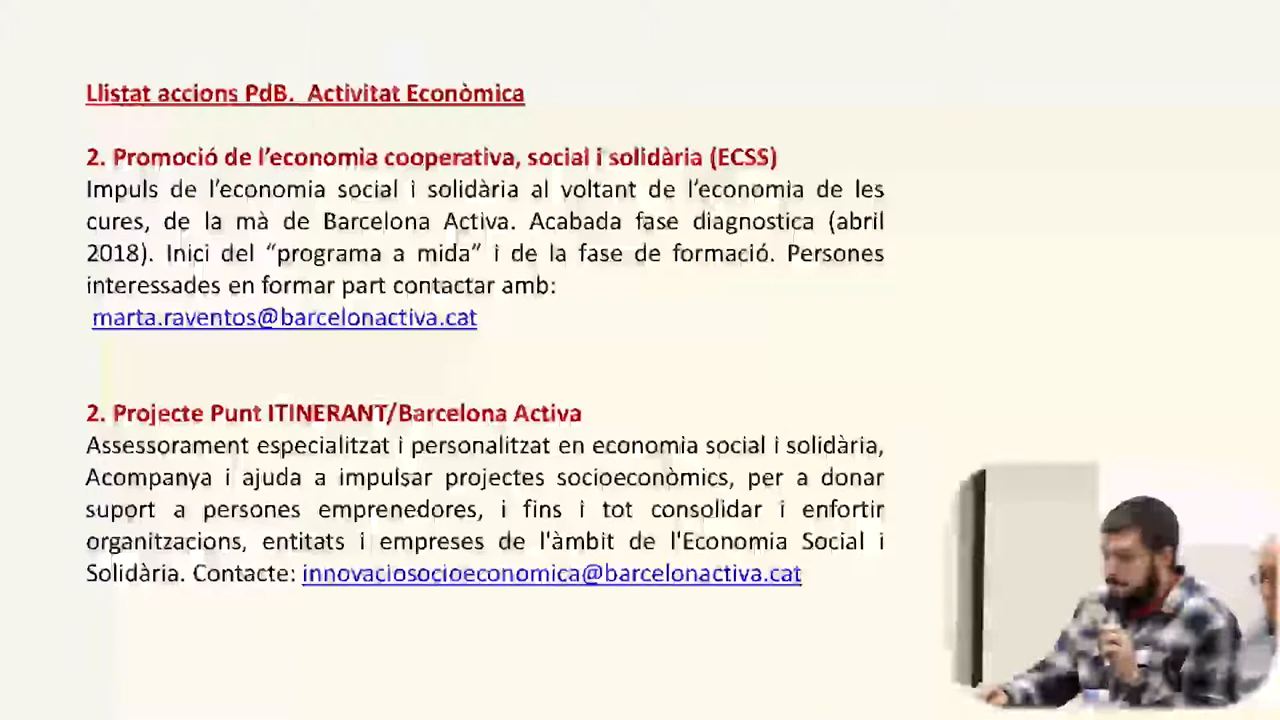 Llistat accions PdB. Activitat Econòmica
2. Promoció de l’economia cooperativa, social i solidària (ECSS)
Impuls de l’economia social i solidària al voltant de l’economia de les
cures, de la mà de Barcelona Activa. Acabada fase diagnostica (abril
2018). Inici del “programa a mida” i de la fase de formació. Persones
interessades en formar part contactar amb:
marta.raventos@barcelonactiva.cat
2. Projecte Punt ITINERANT/Barcelona Activa
Assessorament especialitzat i personalitzat en economia social i solidària,
Acompanya i ajuda a impulsar projectes socioeconòmics, per a donar
suport a persones emprenedores, i fins i tot consolidar i enfortir
organitzacions, entitats i empreses de l'àmbit de l'Economia Social i
Solidària. Contacte: innovaciosocioeconomica@barcelonactiva.cat